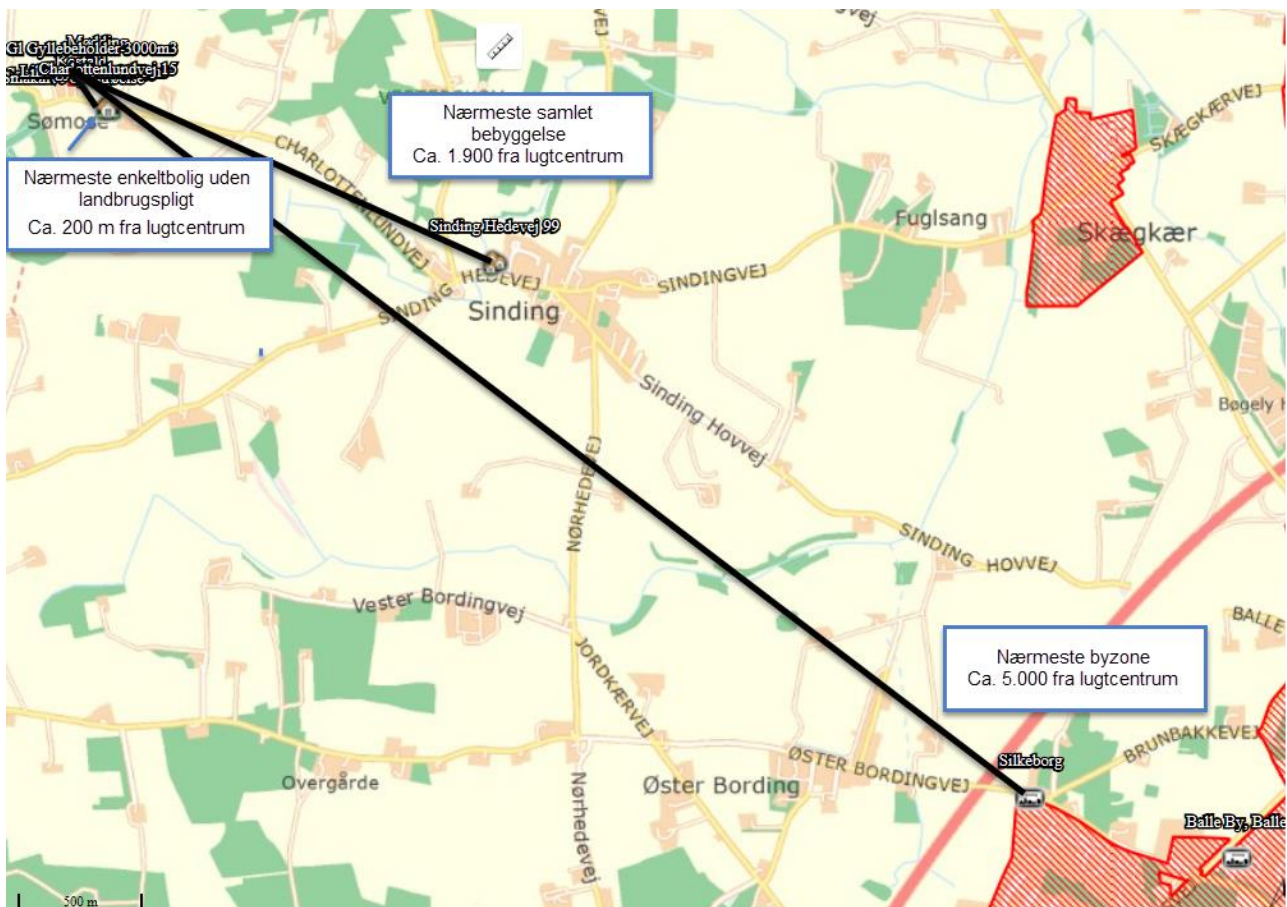 Mødding
Gl Gyllebeholder 3000m3
Kostald
Charlottenlundvej 15
Sømose
Nærmeste enkeltbolig uden
landbrugspligt
Ca. 200 m fra lugtcentrum
Nærmeste samlet
bebyggelse
Ca. 1.900 fra lugtcentrum
CHARLOTTENLUNDVEJ
Sinding Hedevej 99
SINDING HEDEVEJ
Sinding
SINDINGVEJ
Fuglsang
SKÆGKÆRVEJ
Skægkær
Sinding Hovvej
Bøgely
NØRHEDEVEJ
SINDING HOVVEJ
Vester Bordingvej
BALLE
Nærmeste byzone
Ca. 5.000 fra lugtcentrum
JORDKÆRVEJ
BRUNBAKKEVEJ
ØSTER BORDINGVEJ
Silkeborg
Overgårde
Øster Bording
Nørhedevej
Balle By, Balle
500 m